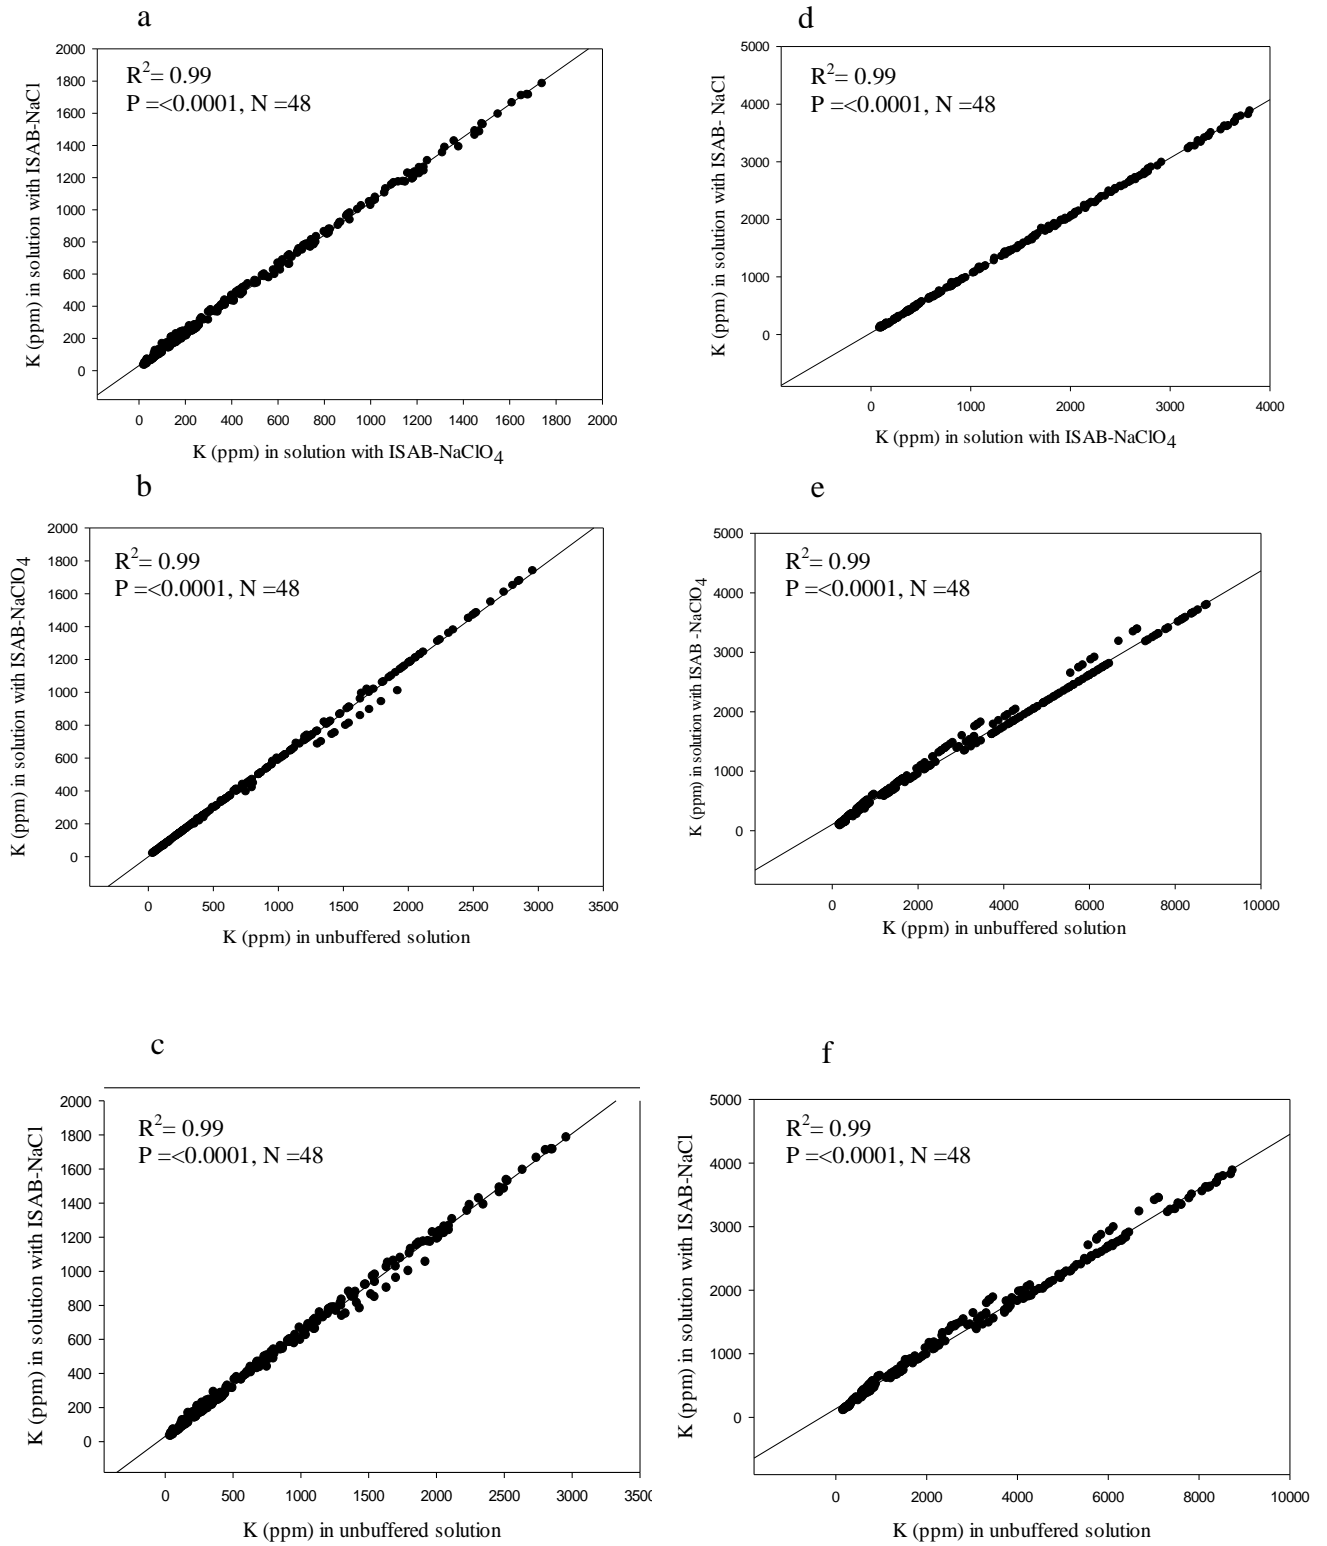 a
R2= 0.99
P =<0.0001, N =48
K (ppm) in solution with ISAB-NaCl
2000
1800
1600
1400
1200
1000
800
600
400
200
0
0 200 400 600 800 1000 1200 1400 1600 1800 2000
K (ppm) in solution with ISAB-NaClO4
d
R2= 0.99
P =<0.0001, N =48
K (ppm) in solution with ISAB- NaCl
5000
4000
3000
2000
1000
0
0 1000 2000 3000 4000
K (ppm) in solution with ISAB-NaClO4
b
R2= 0.99
P =<0.0001, N =48
K (ppm) in solution with ISAB-NaClO4
2000
1800
1600
1400
1200
1000
800
600
400
200
0
0 500 1000 1500 2000 2500 3000 3500
K (ppm) in unbuffered solution
e
R2= 0.99
P =<0.0001, N =48
K (ppm) in solution with ISAB -NaClO4
5000
4000
3000
2000
1000
0
0 2000 4000 6000 8000 10000
K (ppm) in unbuffered solution
c
R2= 0.99
P =<0.0001, N =48
K (ppm) in solution with ISAB-NaCl
2000
1800
1600
1400
1200
1000
800
600
400
200
0
0 500 1000 1500 2000 2500 3000 3500
K (ppm) in unbuffered solution
f
R2= 0.99
P =<0.0001, N =48
K (ppm) in solution with ISAB-NaCl
5000
4000
3000
2000
1000
0
0 2000 4000 6000 8000 10000
K (ppm) in unbuffered solution